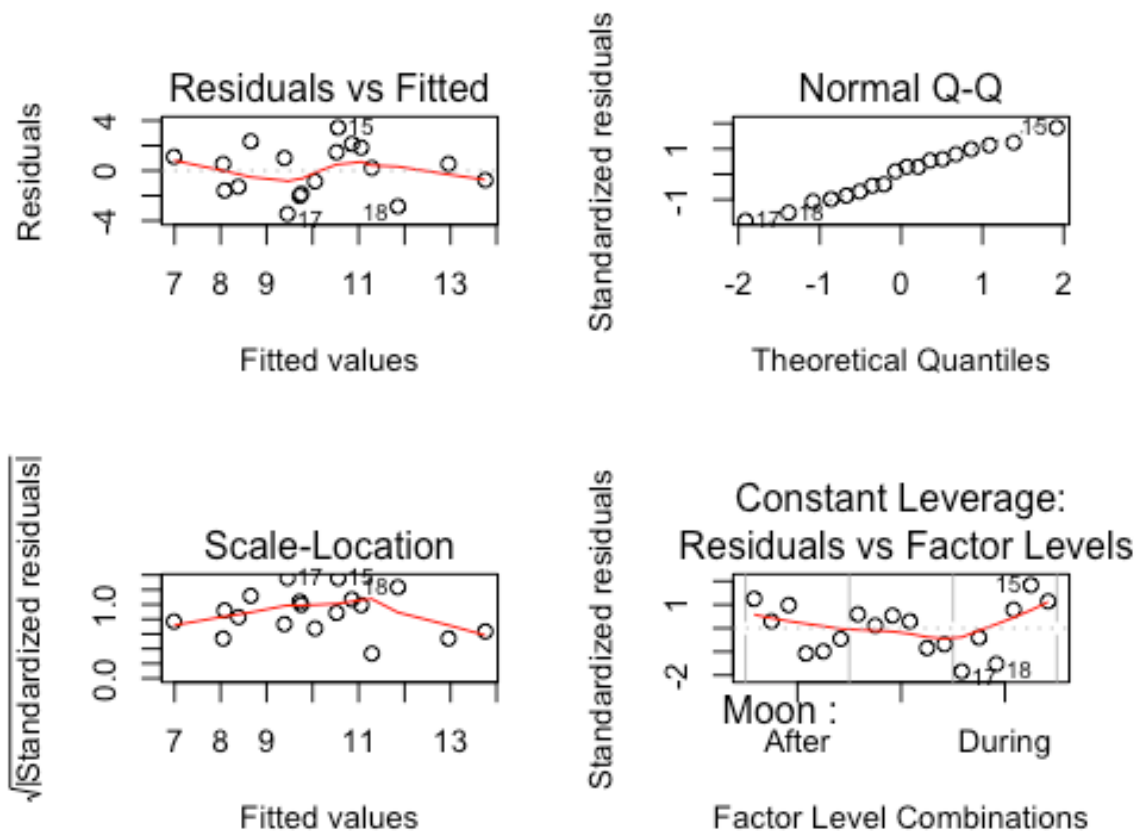 Residuals vs Fitted
Residuals
4
0
-4
15
17
18
7 8 9 11 13
Fitted values
Normal Q-Q
Standardized residuals
1
-1
15
17
18
-2 -1 0 1 2
Theoretical Quantiles
Scale-Location
√|Standardized residuals|
1.0
0.0
17
15
18
7 8 9 11 13
Fitted values
Constant Leverage:
Residuals vs Factor Levels
Standardized residuals
1
-2
15
17
18
Moon :
After During
Factor Level Combinations